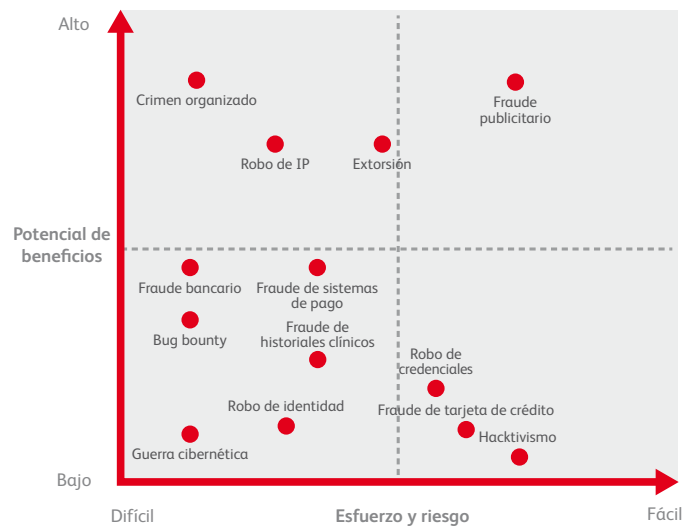 Alto
Crimen organizado
Fraude
publicitario
Robo de IP
Extorsión
Potencial de
beneficios
Fraude bancario
Fraude de sistemas
de pago
Bug bounty
Fraude de
historiales clínicos
Robo de
credenciales
Robo de identidad
Fraude de tarjeta de crédito
Hacktivismo
Guerra cibernética
Bajo
Difícil
Esfuerzo y riesgo
Fácil